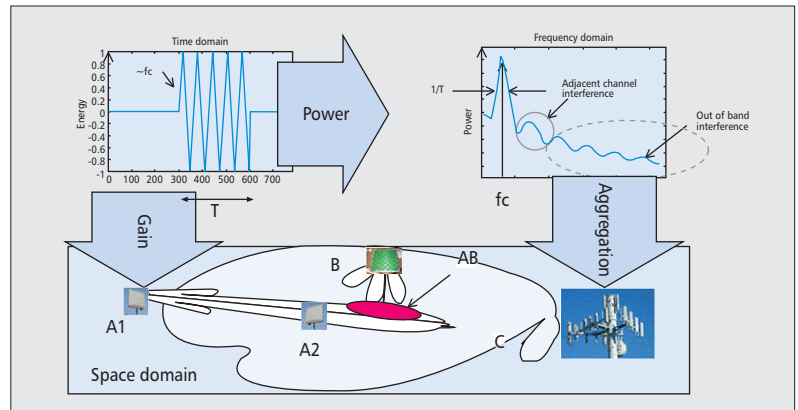 Time domain
Energy
1
0.8
0.6
0.4
0.2
0
-0.2
-0.4
-0.6
-0.8
-1
~fc
0 100 200 300 400 500 600 700
T
Power
Frequency domain
Power
1/T
Adjacent channel
interference
Out of band
interference
fc
Gain
Aggregation
B
AB
A1
A2
C
Space domain